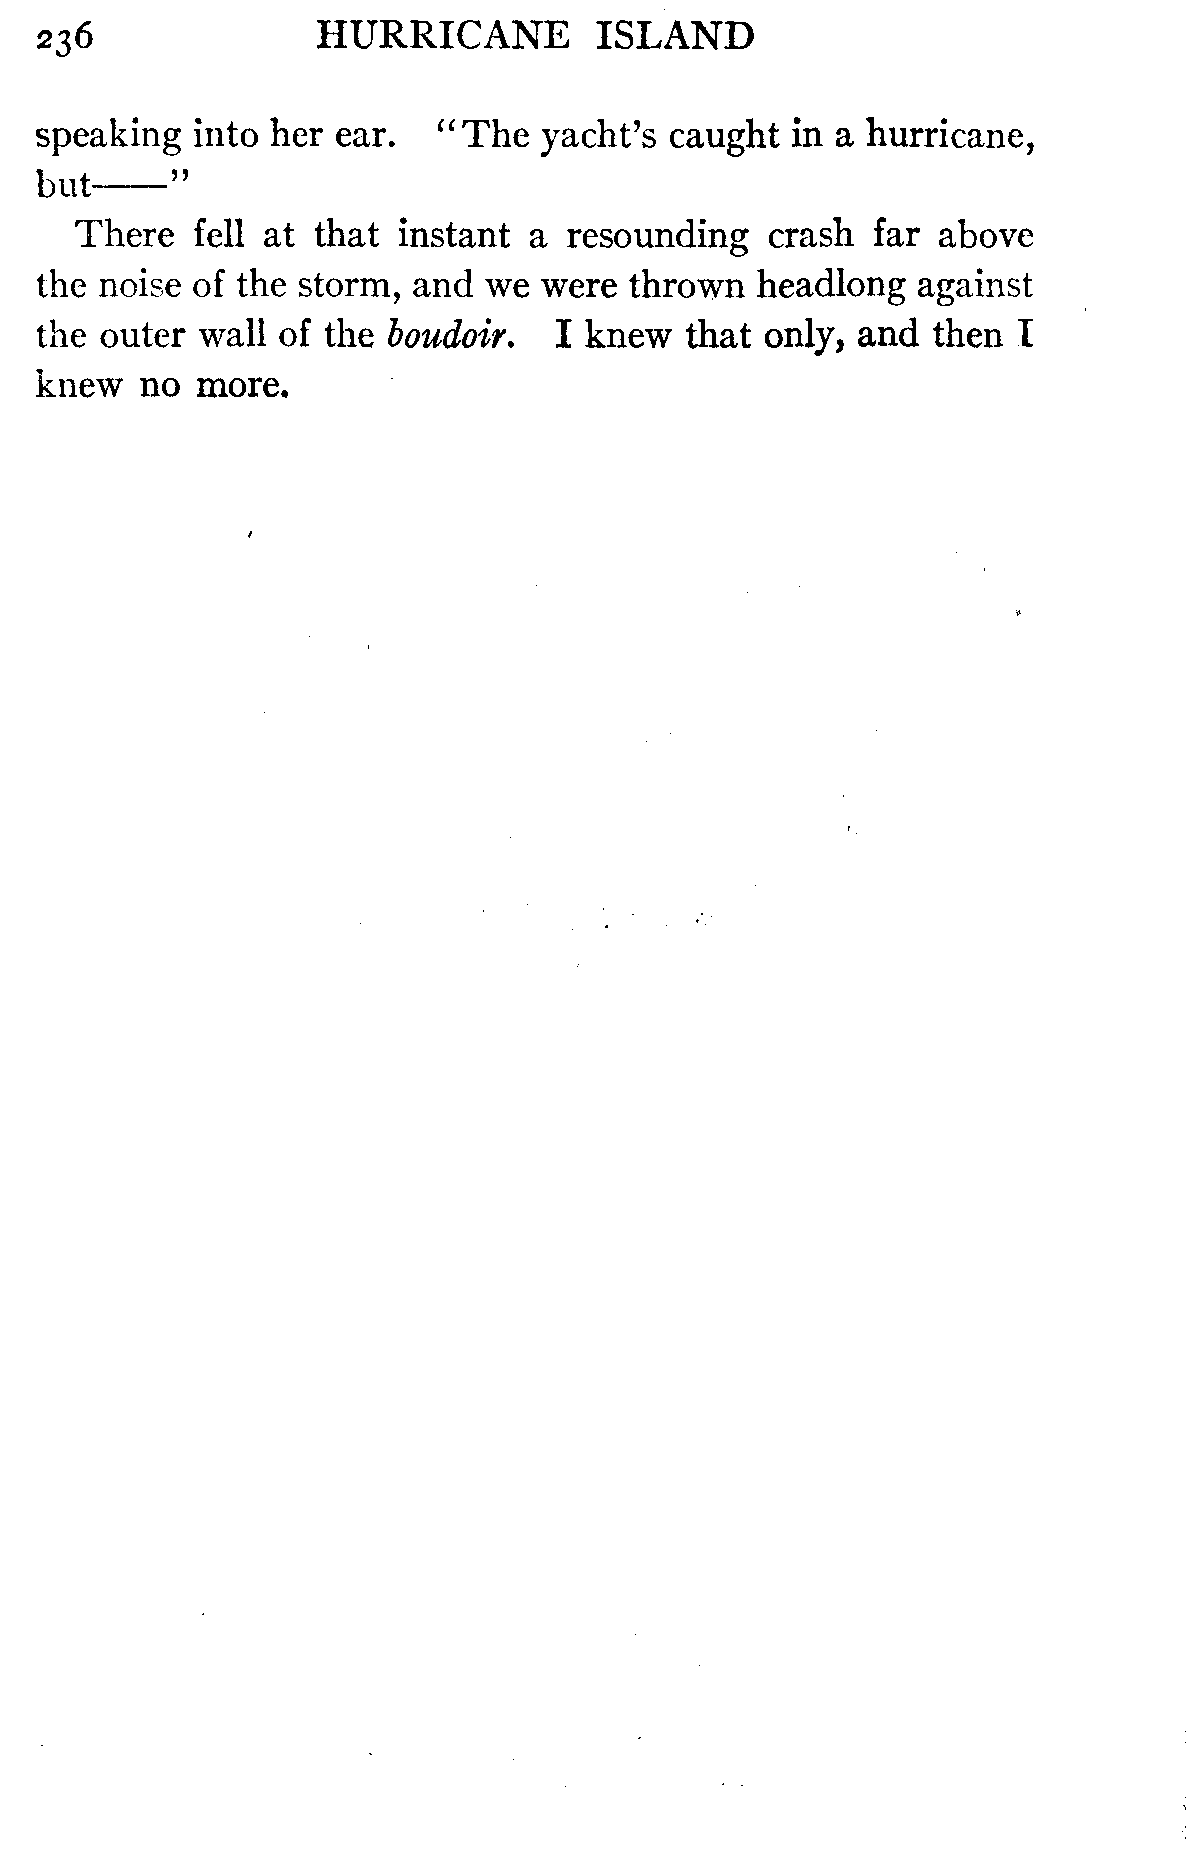 236 HURRICANE ISLAND
speaking into her ear. "The yacht's caught in a hurricane,
but——"
There fell at that instant a resounding crash far above
the noise of the storm, and we were thrown headlong against
the outer wall of the boudoir. I knew that only, and then I
knew no more.